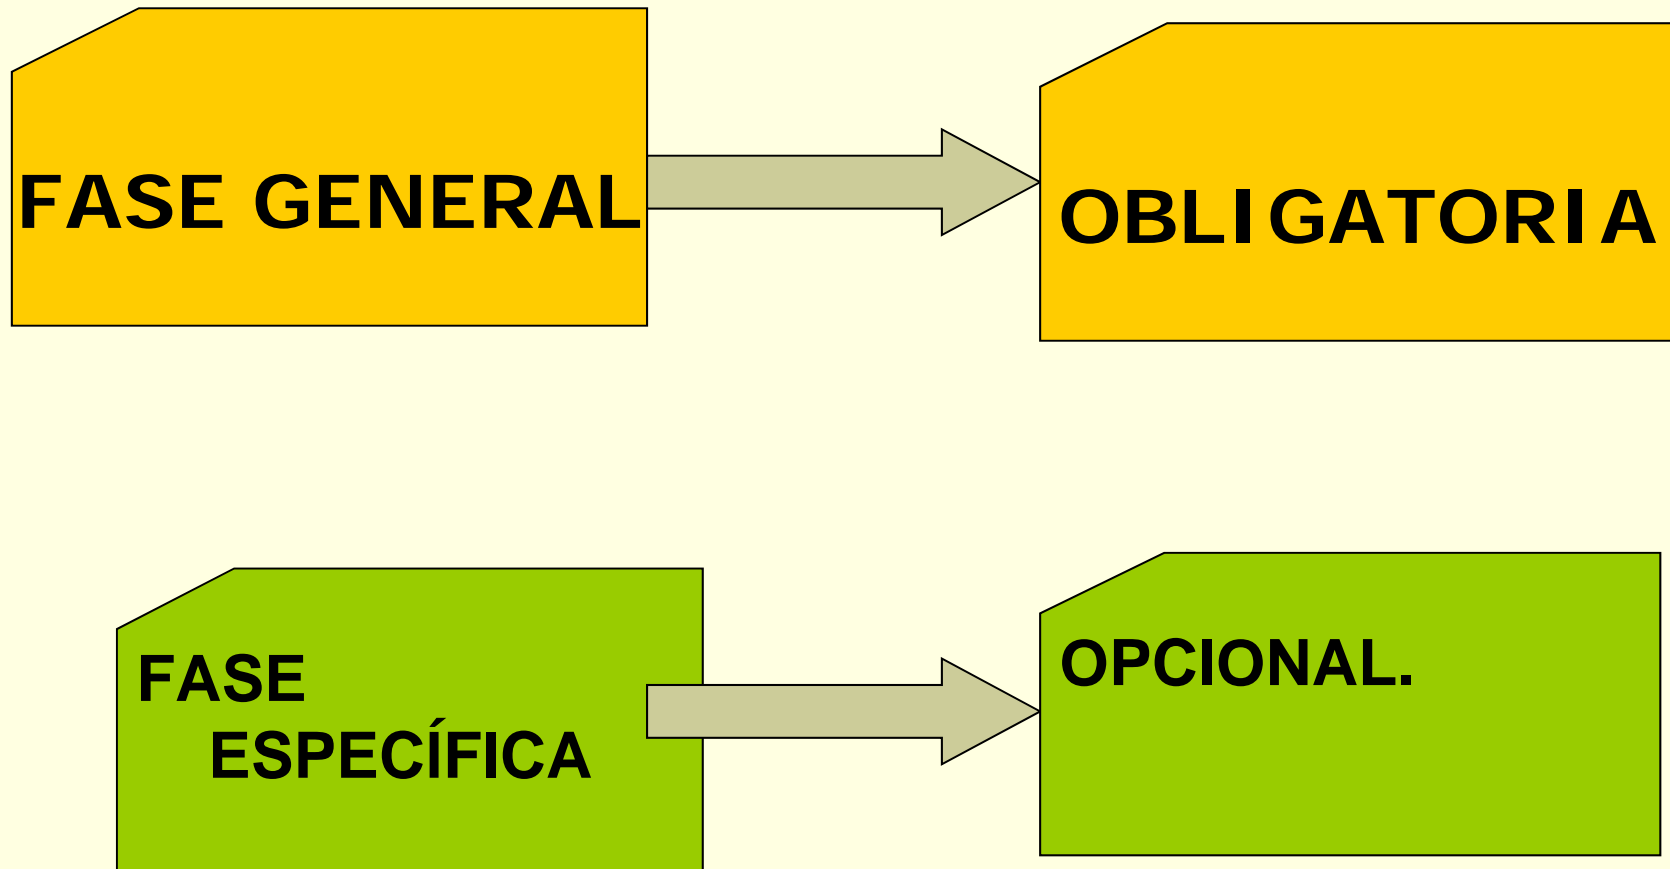 FASE GENERAL
OBLIGATORIA
FASE
ESPECÍFICA
OPCIONAL.